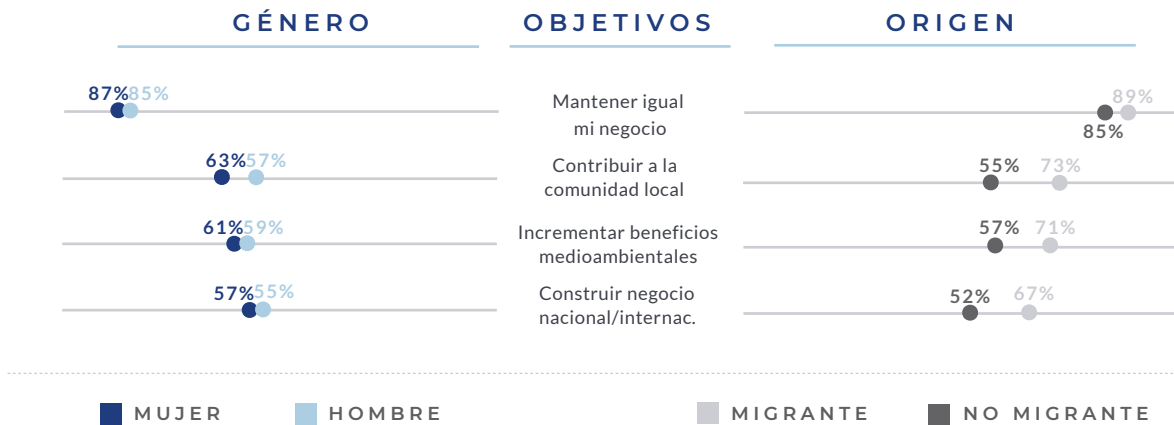 GÉNERO
OBJETIVOS
ORIGEN
87% 85%
Mantener igual
mi negocio
89%
85%
63% 57%
Contribuir a la
comunidad local
55% 73%
61% 59%
Incrementar beneficios
medioambientales
57% 71%
57% 55%
Construir negocio
nacional/internac.
52% 67%
MUJER
HOMBRE
MIGRANTE
NO MIGRANTE